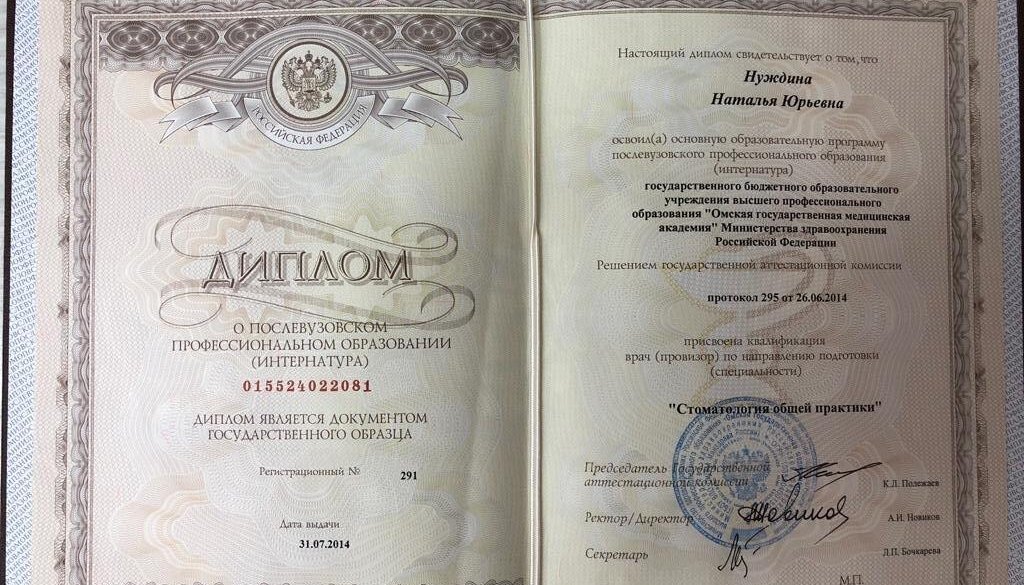 РОССИЙСКАЯ ФЕДЕРАЦИЯ
ДИПЛОМ
О ПОСЛЕВУЗОВСКОМ
ПРОФЕССИОНАЛЬНОМ ОБРАЗОВАНИИ
(ИНТЕРНАТУРА)
015524022081
ДИПЛОМ ЯВЛЯЕТСЯ ДОКУМЕНТОМ
ГОСУДАРСТВЕННОГО ОБРАЗЦА
Регистрационный № 291
Дата выдачи
31.07.2014
Настоящий диплом свидетельствует о том, что
Нуждина
Наталья Юрьевна
освоил(а) основную образовательную программу
послевузовского профессионального образования
(интернатура)
государственного бюджетного образовательного
учреждения высшего профессионального
образования "Омская государственная медицинская
академия" Министерства здравоохранения
Российской Федерации
Решением государственной аттестационной комиссии
протокол 295 от 26.06.2014
присвоена квалификация
врач (провизор) по направлению подготовки
(специальности)
"Стоматология общей практики"
Председатель Государственной
аттестационной комиссии К.Л. Полежаев
Ректор/Директор А.И. Новиков
Секретарь Л.П. Бочкарева
М.П.